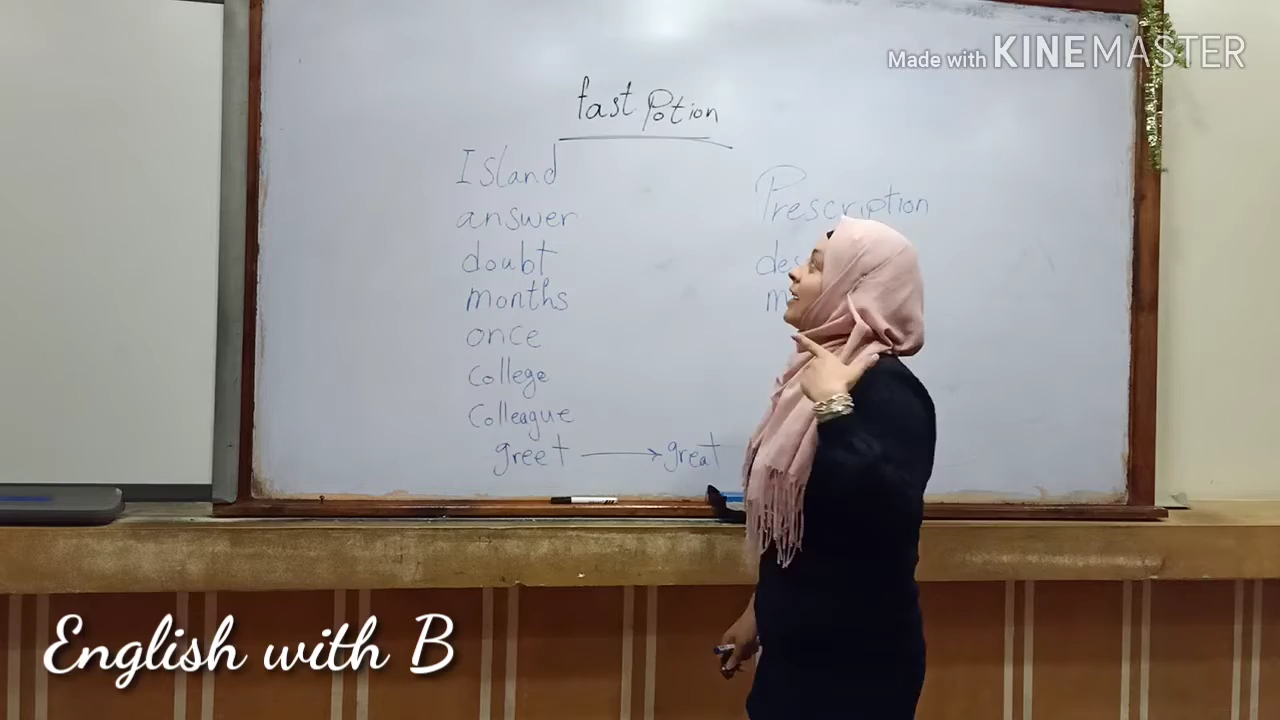 Made with KINEMASTER
fast Potion
Island
answer
doubt
months
once
College
Colleague
greet → great
Prescription
English with B